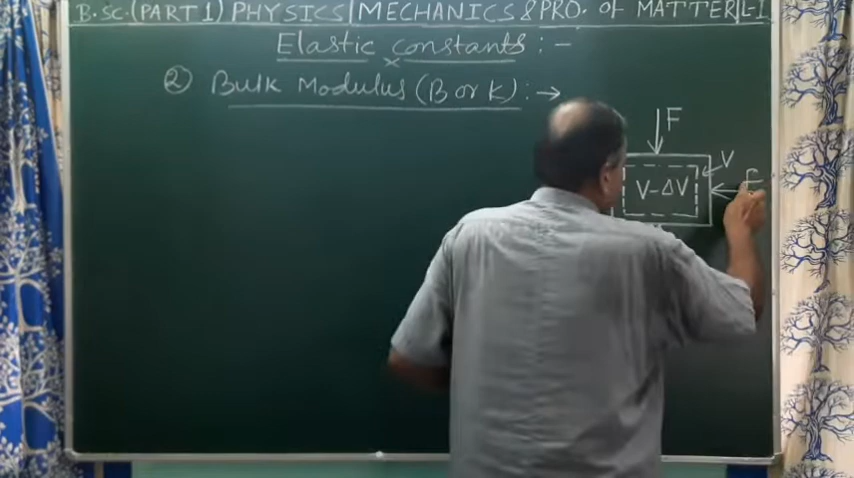 B.SC.(PART 1) PHYSICS|MECHANICS & PRO. OF MATTER|L-1
Elastic constants :-
② Bulk Modulus (B or K) :→
F
V
V-ΔV
F